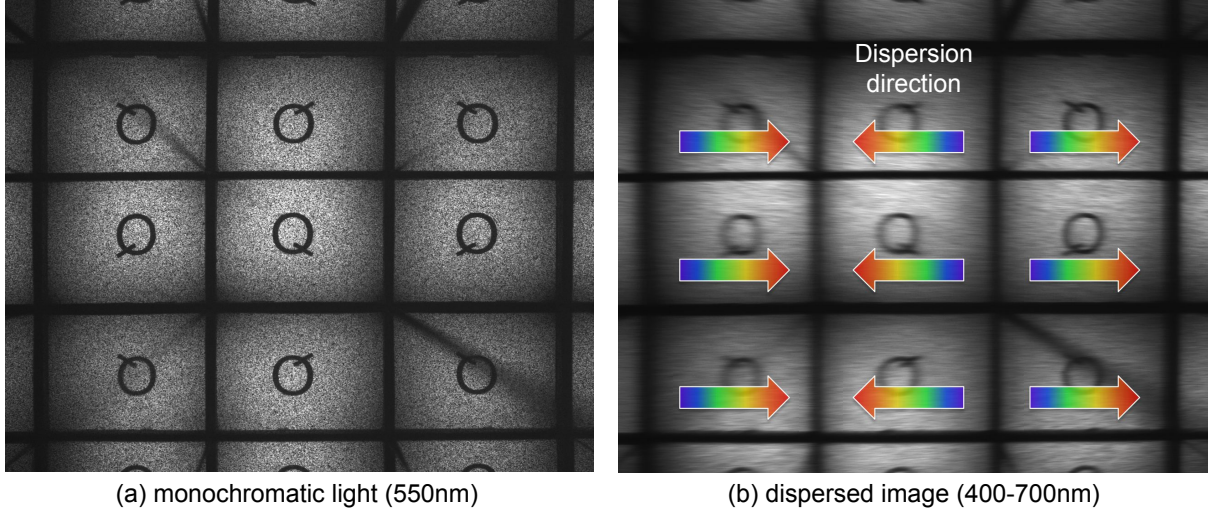 Q Q Q
Q Q Q
Q Q Q
(a) monochromatic light (550nm)
Dispersion
direction
Q Q Q
Q Q Q
Q Q Q
(b) dispersed image (400-700nm)